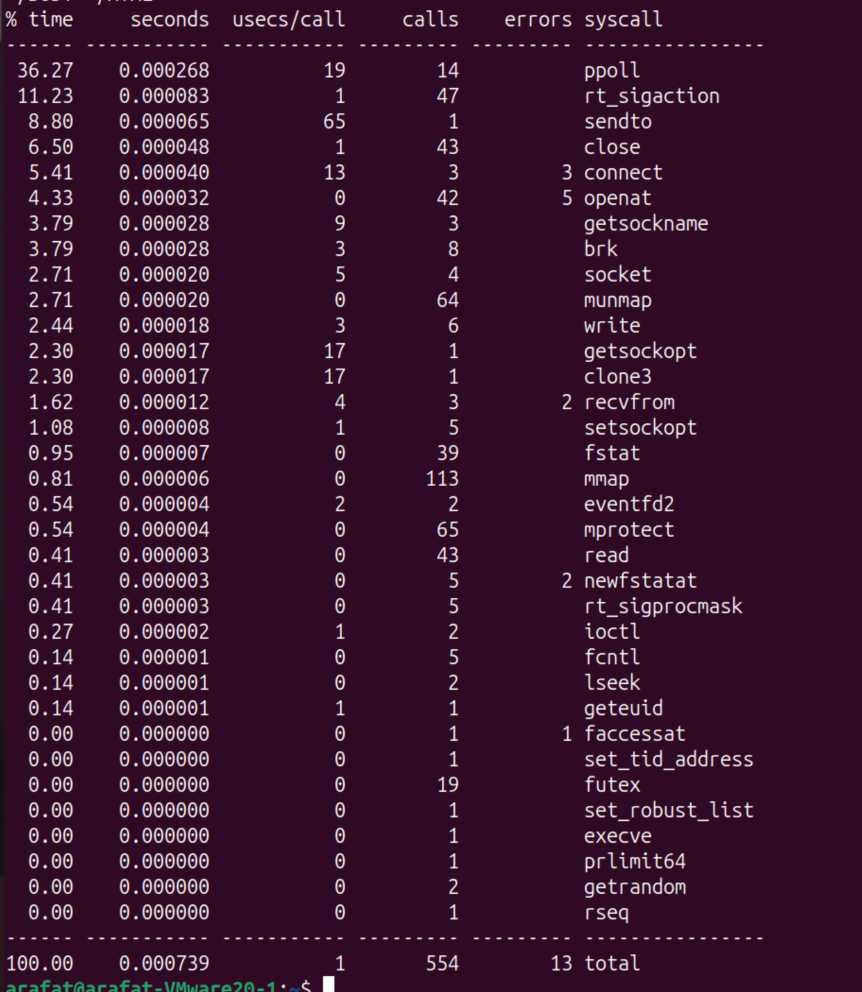 % time     seconds  usecs/call     calls    errors syscall
------ ----------- ----------- --------- --------- ----------------
 36.27    0.000268          19        14           ppoll
 11.23    0.000083           1        47           rt_sigaction
  8.80    0.000065          65         1           sendto
  6.50    0.000048           1        43           close
  5.41    0.000040          13         3         3 connect
  4.33    0.000032           0        42         5 openat
  3.79    0.000028           9         3           getsockname
  3.79    0.000028           3         8           brk
  2.71    0.000020           5         4           socket
  2.71    0.000020           0        64           munmap
  2.44    0.000018           3         6           write
  2.30    0.000017          17         1           getsockopt
  2.30    0.000017          17         1           clone3
  1.62    0.000012           4         3         2 recvfrom
  1.08    0.000008           1         5           setsockopt
  0.95    0.000007           0        39           fstat
  0.81    0.000006           0       113           mmap
  0.54    0.000004           2         2           eventfd2
  0.54    0.000004           0        65           mprotect
  0.41    0.000003           0        43           read
  0.41    0.000003           0         5         2 newfstatat
  0.41    0.000003           0         5           rt_sigprocmask
  0.27    0.000002           1         2           ioctl
  0.14    0.000001           0         5           fcntl
  0.14    0.000001           0         2           lseek
  0.14    0.000001           1         1           geteuid
  0.00    0.000000           0         1         1 faccessat
  0.00    0.000000           0         1           set_tid_address
  0.00    0.000000           0        19           futex
  0.00    0.000000           0         1           set_robust_list
  0.00    0.000000           0         1           execve
  0.00    0.000000           0         1           prlimit64
  0.00    0.000000           0         2           getrandom
  0.00    0.000000           0         1           rseq
------ ----------- ----------- --------- --------- ----------------
100.00    0.000739           1       554        13 total
arafat@arafat-VMware20-1:~$